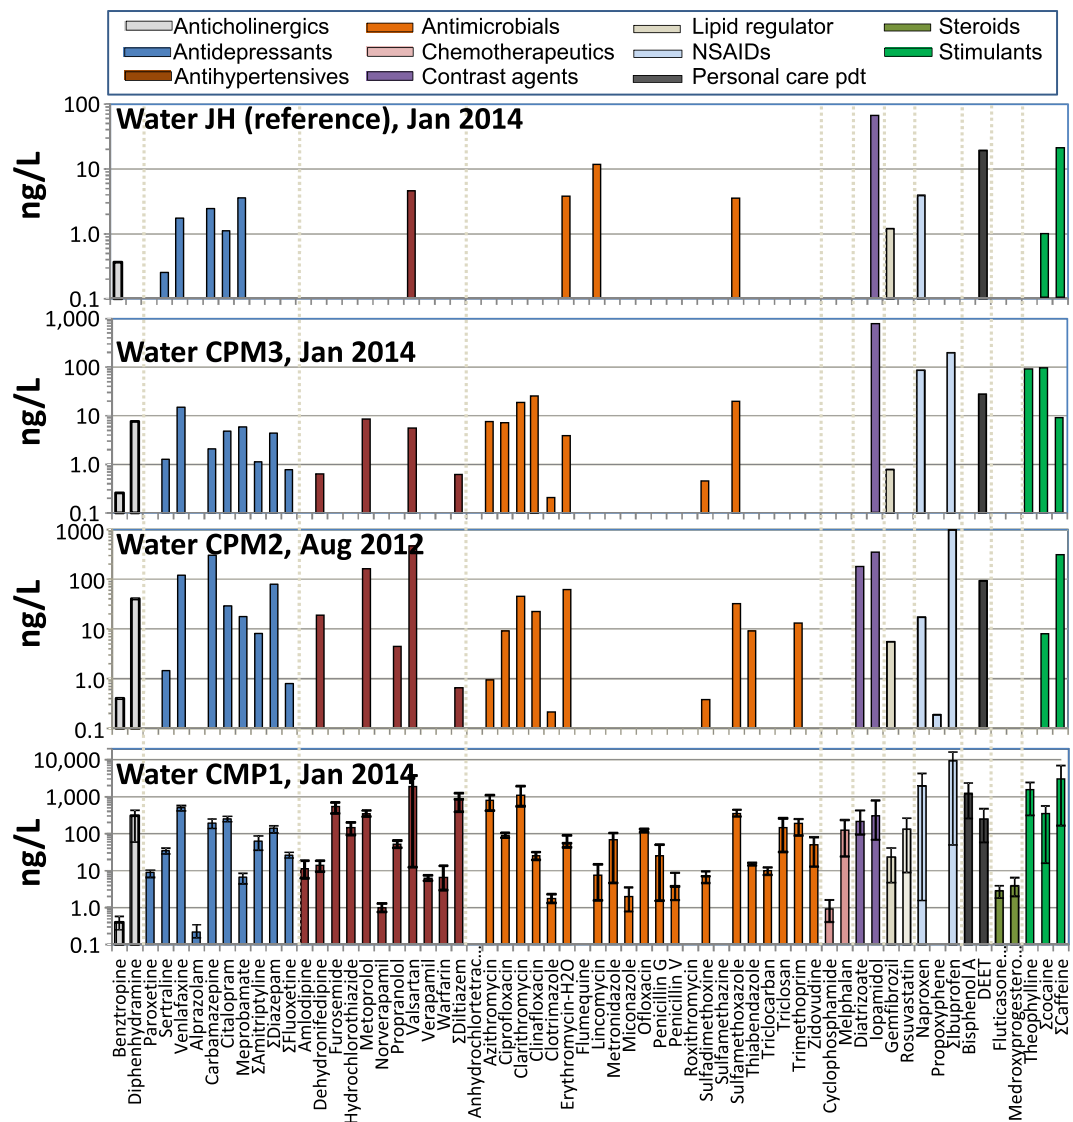 Anticholinergics Antimicrobials Lipid regulator Steroids
Antidepressants Chemotherapeutics NSAIDs Stimulants
Antihypertensives Contrast agents Personal care pdt
Water JH (reference), Jan 2014
ng/L
100
10
1.0
0.1
Water CPM3, Jan 2014
ng/L
1,000
100
10
1.0
0.1
Water CPM2, Aug 2012
ng/L
1000
100
10
1.0
0.1
Water CMP1, Jan 2014
ng/L
10,000
1,000
100
10
1.0
0.1
Benztropine
Diphenhydramine
Paroxetine
Sertraline
Venlafaxine
Alprazolam
Carbamazepine
Citalopram
Meprobamate
ΣAmitriptyline
ΣDiazepam
ΣFluoxetine
Amlodipine
Dehydronifedipine
Furosemide
Hydrochlorthiazide
Metoprolol
Norverapamil
Propranolol
Valsartan
Verapamil
Warfarin
ΣDiltiazem
Anhydrochlortetrac...
Azithromycin
Ciprofloxacin
Clarithromycin
Clinafloxacin
Clotrimazole
Erythromycin-H2O
Flumequine
Lincomycin
Metronidazole
Miconazole
Ofloxacin
Penicillin G
Penicillin V
Roxithromycin
Sulfadimethoxine
Sulfamethazine
Sulfamethoxazole
Thiabendazole
Triclocarban
Triclosan
Trimethoprim
Zidovudine
Cyclophosphamide
Melphalan
Diatrizoate
Iopamidol
Gemfibrozil
Rosuvastatin
Naproxen
Propoxyphene
Σibuprofen
Bisphenol A
DEET
Fluticasone...
Medroxyprogestero...
Theophylline
Σcocaine
ΣCaffeine